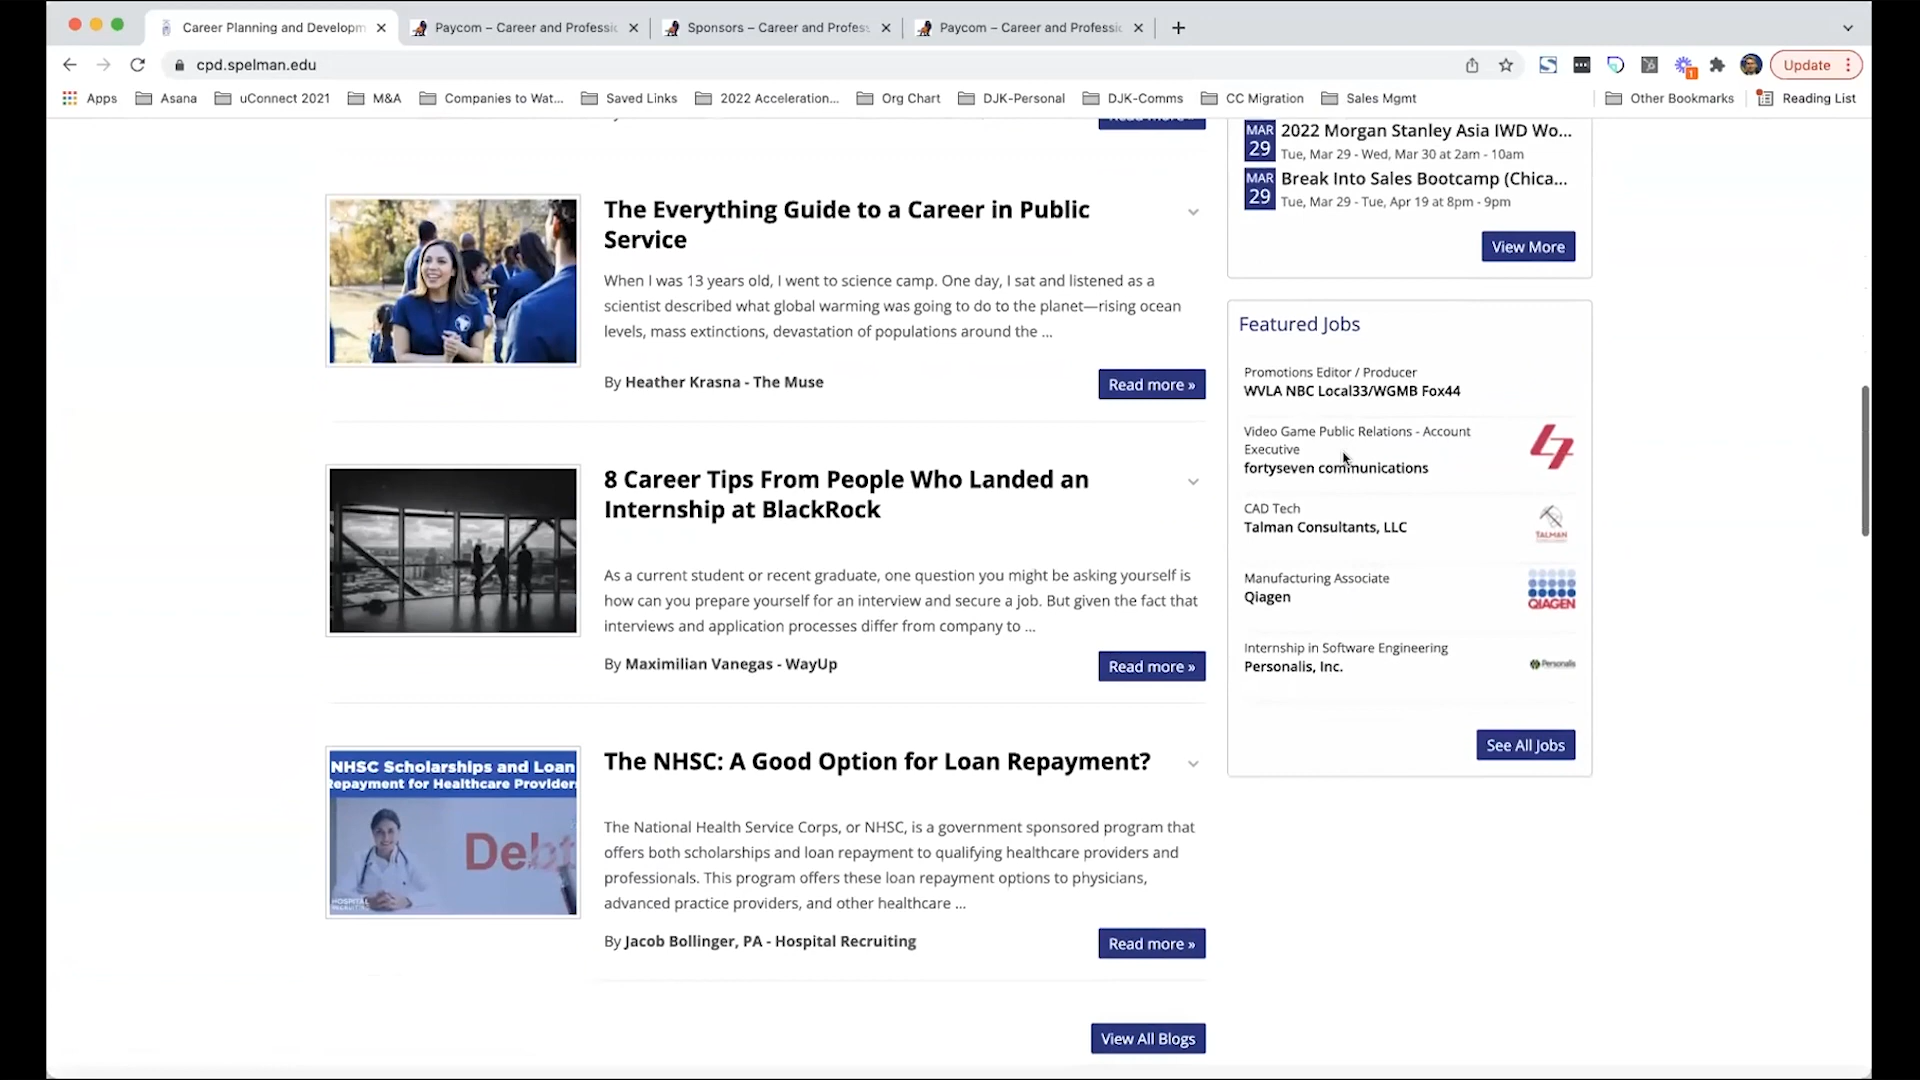 Career Planning and Developm
Paycom – Career and Professic
Sponsors – Career and Profes
Paycom – Career and Professic
cpd.spelman.edu
Update
Apps
Asana
uConnect 2021
M&A
Companies to Wat...
Saved Links
2022 Acceleration...
Org Chart
DJK-Personal
DJK-Comms
CC Migration
Sales Mgmt
Other Bookmarks
Reading List
The Everything Guide to a Career in Public
Service
When I was 13 years old, I went to science camp. One day, I sat and listened as a
scientist described what global warming was going to do to the planet—rising ocean
levels, mass extinctions, devastation of populations around the ...
By Heather Krasna - The Muse
Read more »
8 Career Tips From People Who Landed an
Internship at BlackRock
As a current student or recent graduate, one question you might be asking yourself is
how can you prepare yourself for an interview and secure a job. But given the fact that
interviews and application processes differ from company to ...
By Maximilian Vanegas - WayUp
Read more »
NHSC Scholarships and Loan
Repayment for Healthcare Providers
Debt
HOSPITAL
RECRUITING
The NHSC: A Good Option for Loan Repayment?
The National Health Service Corps, or NHSC, is a government sponsored program that
offers both scholarships and loan repayment to qualifying healthcare providers and
professionals. This program offers these loan repayment options to physicians,
advanced practice providers, and other healthcare ...
By Jacob Bollinger, PA - Hospital Recruiting
Read more »
View All Blogs
MAR
29
2022 Morgan Stanley Asia IWD Wo...
Tue, Mar 29 - Wed, Mar 30 at 2am - 10am
MAR
29
Break Into Sales Bootcamp (Chica...
Tue, Mar 29 - Tue, Apr 19 at 8pm - 9pm
View More
Featured Jobs
Promotions Editor / Producer
WVLA NBC Local33/WGMB Fox44
Video Game Public Relations - Account
Executive
fortyseven communications
47
CAD Tech
Talman Consultants, LLC
TALMAN
Manufacturing Associate
Qiagen
QIAGEN
Internship in Software Engineering
Personalis, Inc.
Personalis
See All Jobs